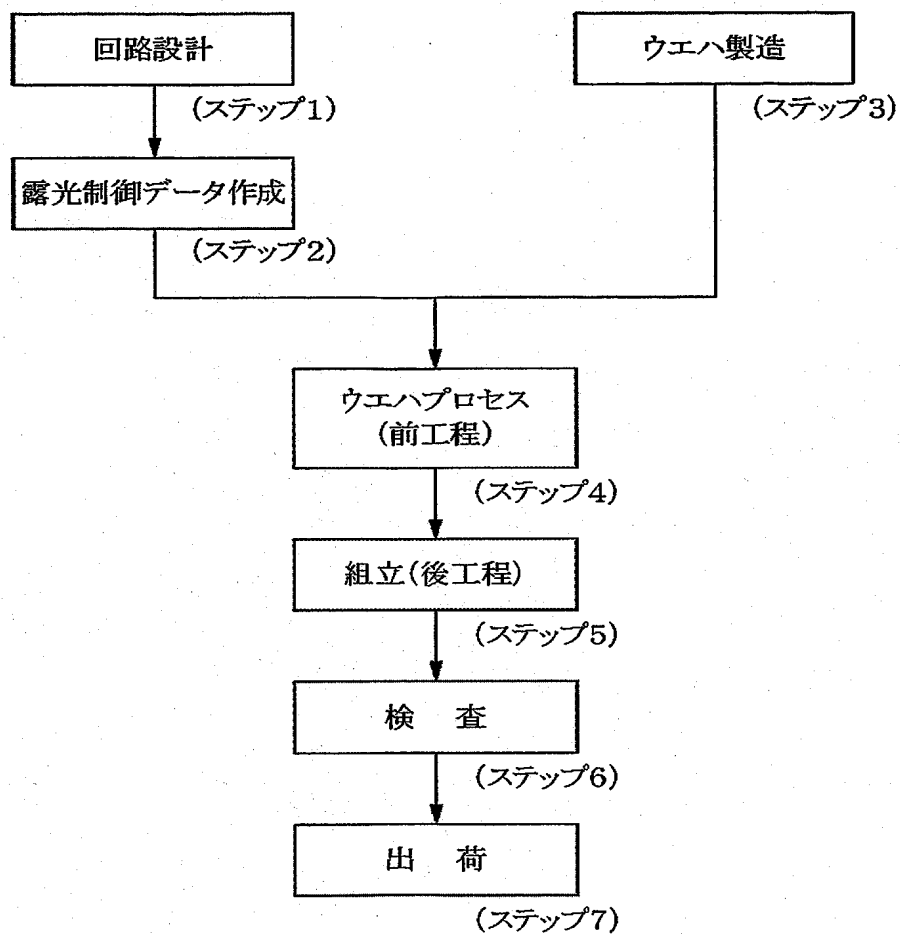 回路設計
(ステップ1)
露光制御データ作成
(ステップ2)
ウエハ製造
(ステップ3)
ウエハプロセス
(前工程)
(ステップ4)
組立(後工程)
(ステップ5)
検 査
(ステップ6)
出 荷
(ステップ7)